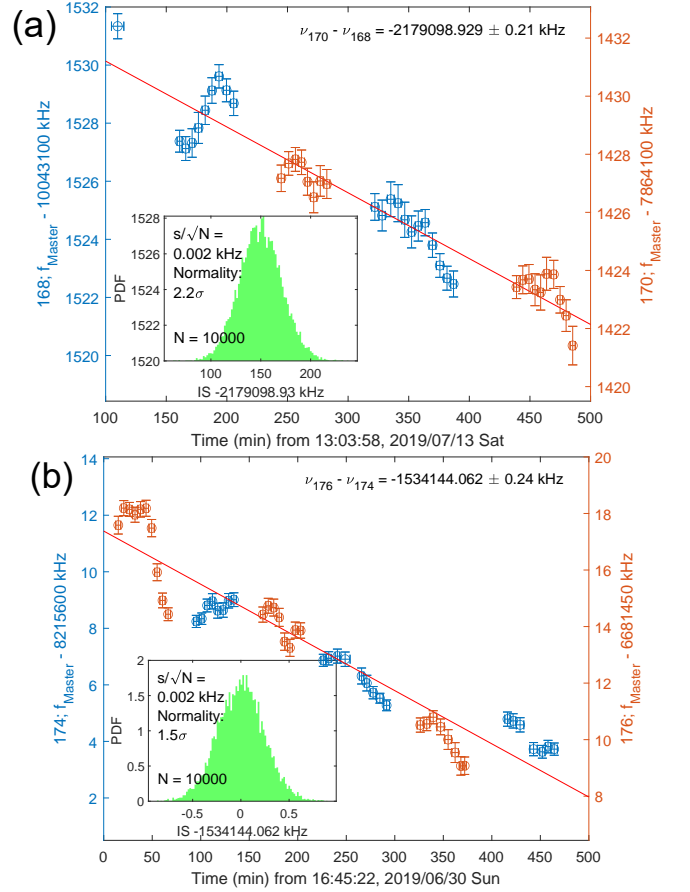 (a)
ν170 - ν168 = -2179098.929 ± 0.21 kHz
1532
1530
1528
1526
1524
1522
1520
168; fMaster - 10043100 kHz
1432
1430
1428
1426
1424
1422
1420
170; fMaster - 7864100 kHz
1528
1526
1524
1522
1520
PDF
s/√N =
0.002 kHz
Normality:
2.2σ
N = 10000
100 150 200
IS -2179098.93 kHz
100 150 200 250 300 350 400 450 500
Time (min) from 13:03:58, 2019/07/13 Sat
(b)
ν176 - ν174 = -1534144.062 ± 0.24 kHz
14
12
10
8
6
4
2
174; fMaster - 8215600 kHz
20
18
16
14
12
10
8
176; fMaster - 6681450 kHz
2
1.5
1
0.5
0
PDF
s/√N =
0.002 kHz
Normality:
1.5σ
N = 10000
-0.5 0 0.5
IS -1534144.062 kHz
0 50 100 150 200 250 300 350 400 450 500
Time (min) from 16:45:22, 2019/06/30 Sun